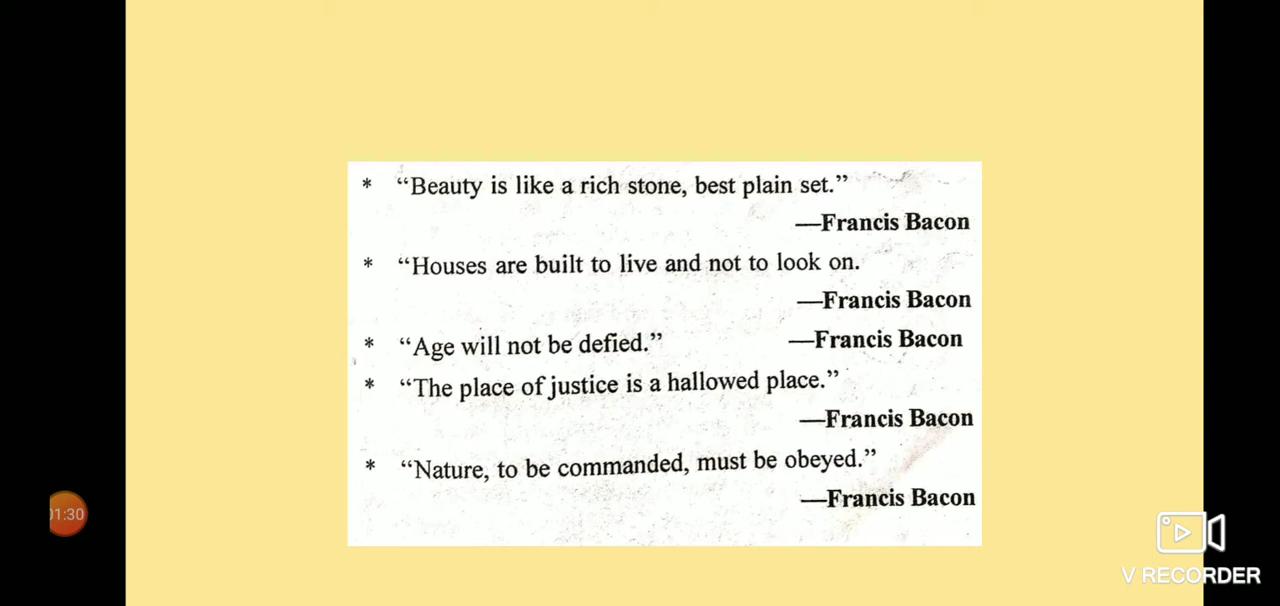 * “Beauty is like a rich stone, best plain set.”
—Francis Bacon
* “Houses are built to live and not to look on.
—Francis Bacon
* “Age will not be defied.” —Francis Bacon
* “The place of justice is a hallowed place.”
—Francis Bacon
* “Nature, to be commanded, must be obeyed.”
—Francis Bacon
01:30
V RECORDER